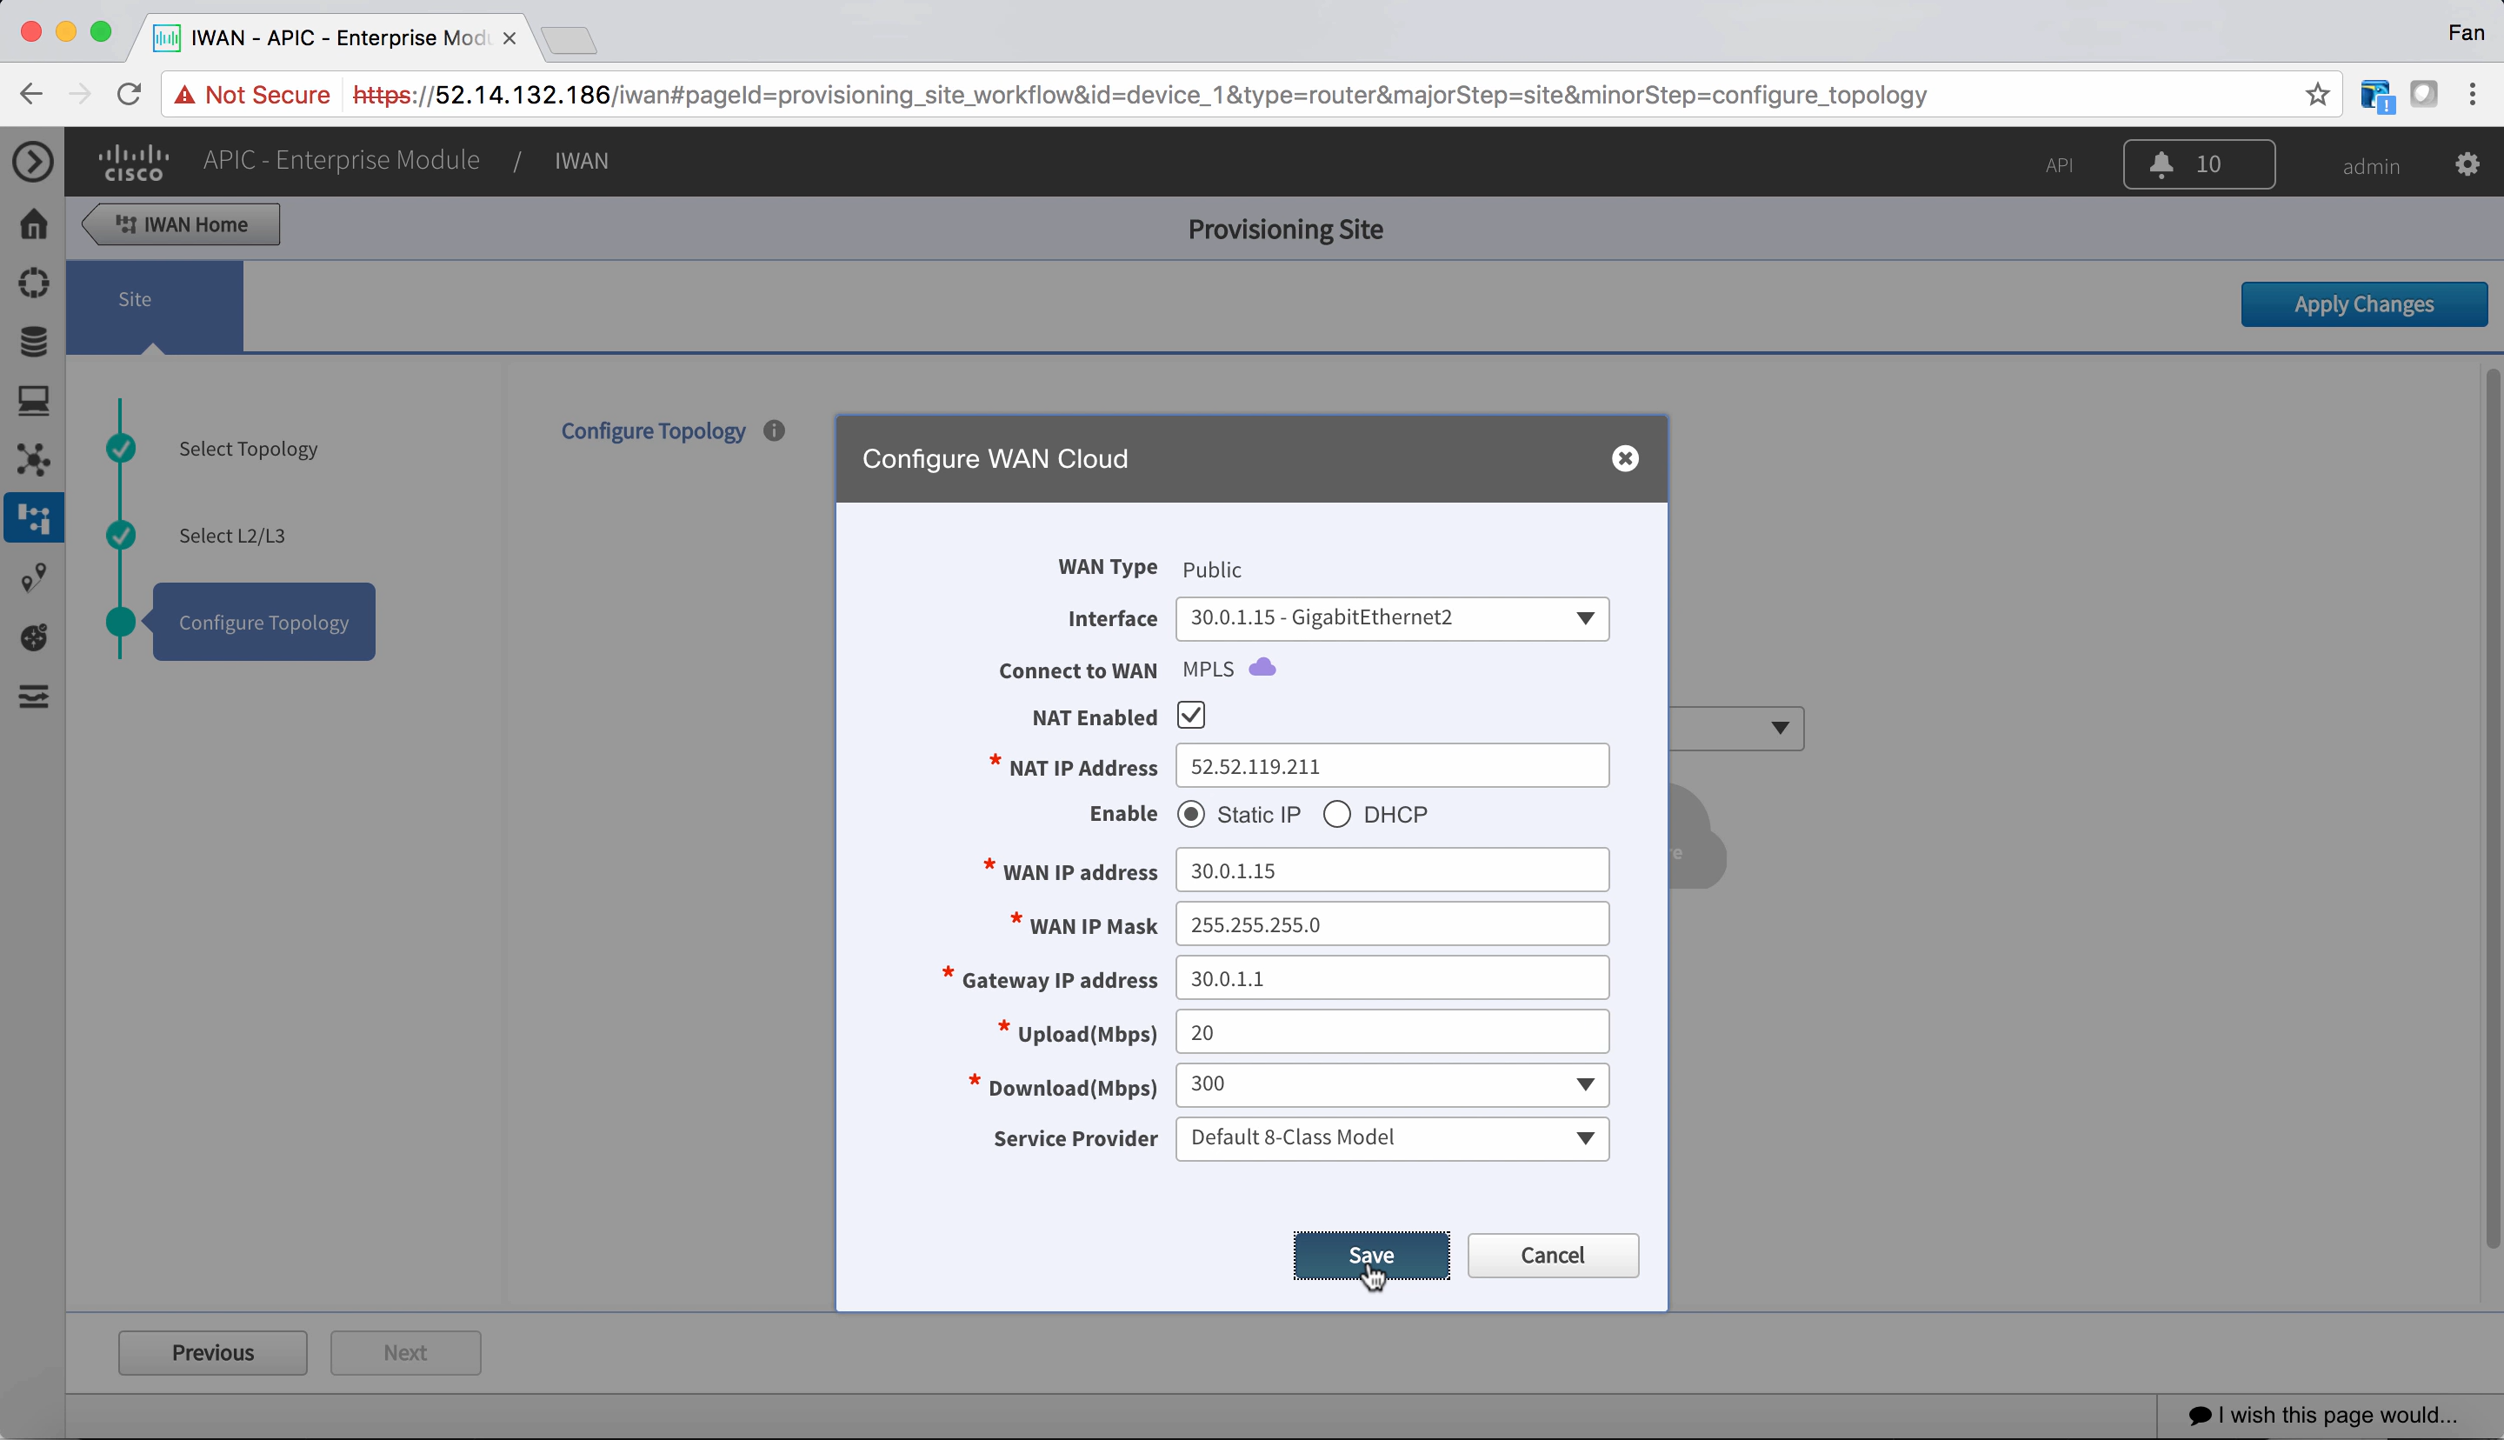 IWAN - APIC - Enterprise Modu
Fan
Not Secure
https://52.14.132.186/iwan#pageId=provisioning_site_workflow&id=device_1&type=router&majorStep=site&minorStep=configure_topology
CISCO
APIC - Enterprise Module / IWAN
API
10
admin
IWAN Home
Provisioning Site
Site
Apply Changes
Select Topology
Select L2/L3
Configure Topology
Configure Topology
Configure WAN Cloud
WAN Type Public
Interface 30.0.1.15 - GigabitEthernet2
Connect to WAN MPLS
NAT Enabled
* NAT IP Address 52.52.119.211
Enable Static IP DHCP
* WAN IP address 30.0.1.15
* WAN IP Mask 255.255.255.0
* Gateway IP address 30.0.1.1
* Upload(Mbps) 20
* Download(Mbps) 300
Service Provider Default 8-Class Model
Save
Cancel
Previous
Next
I wish this page would...